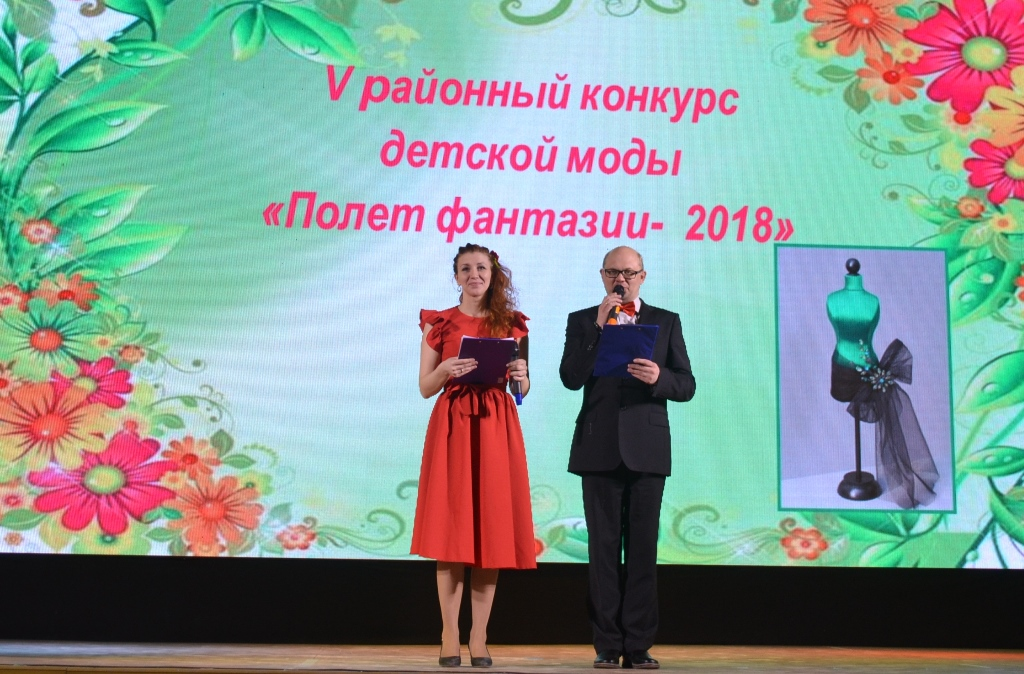 V районный конкурс
детской моды
«Полет фантазии-  2018»